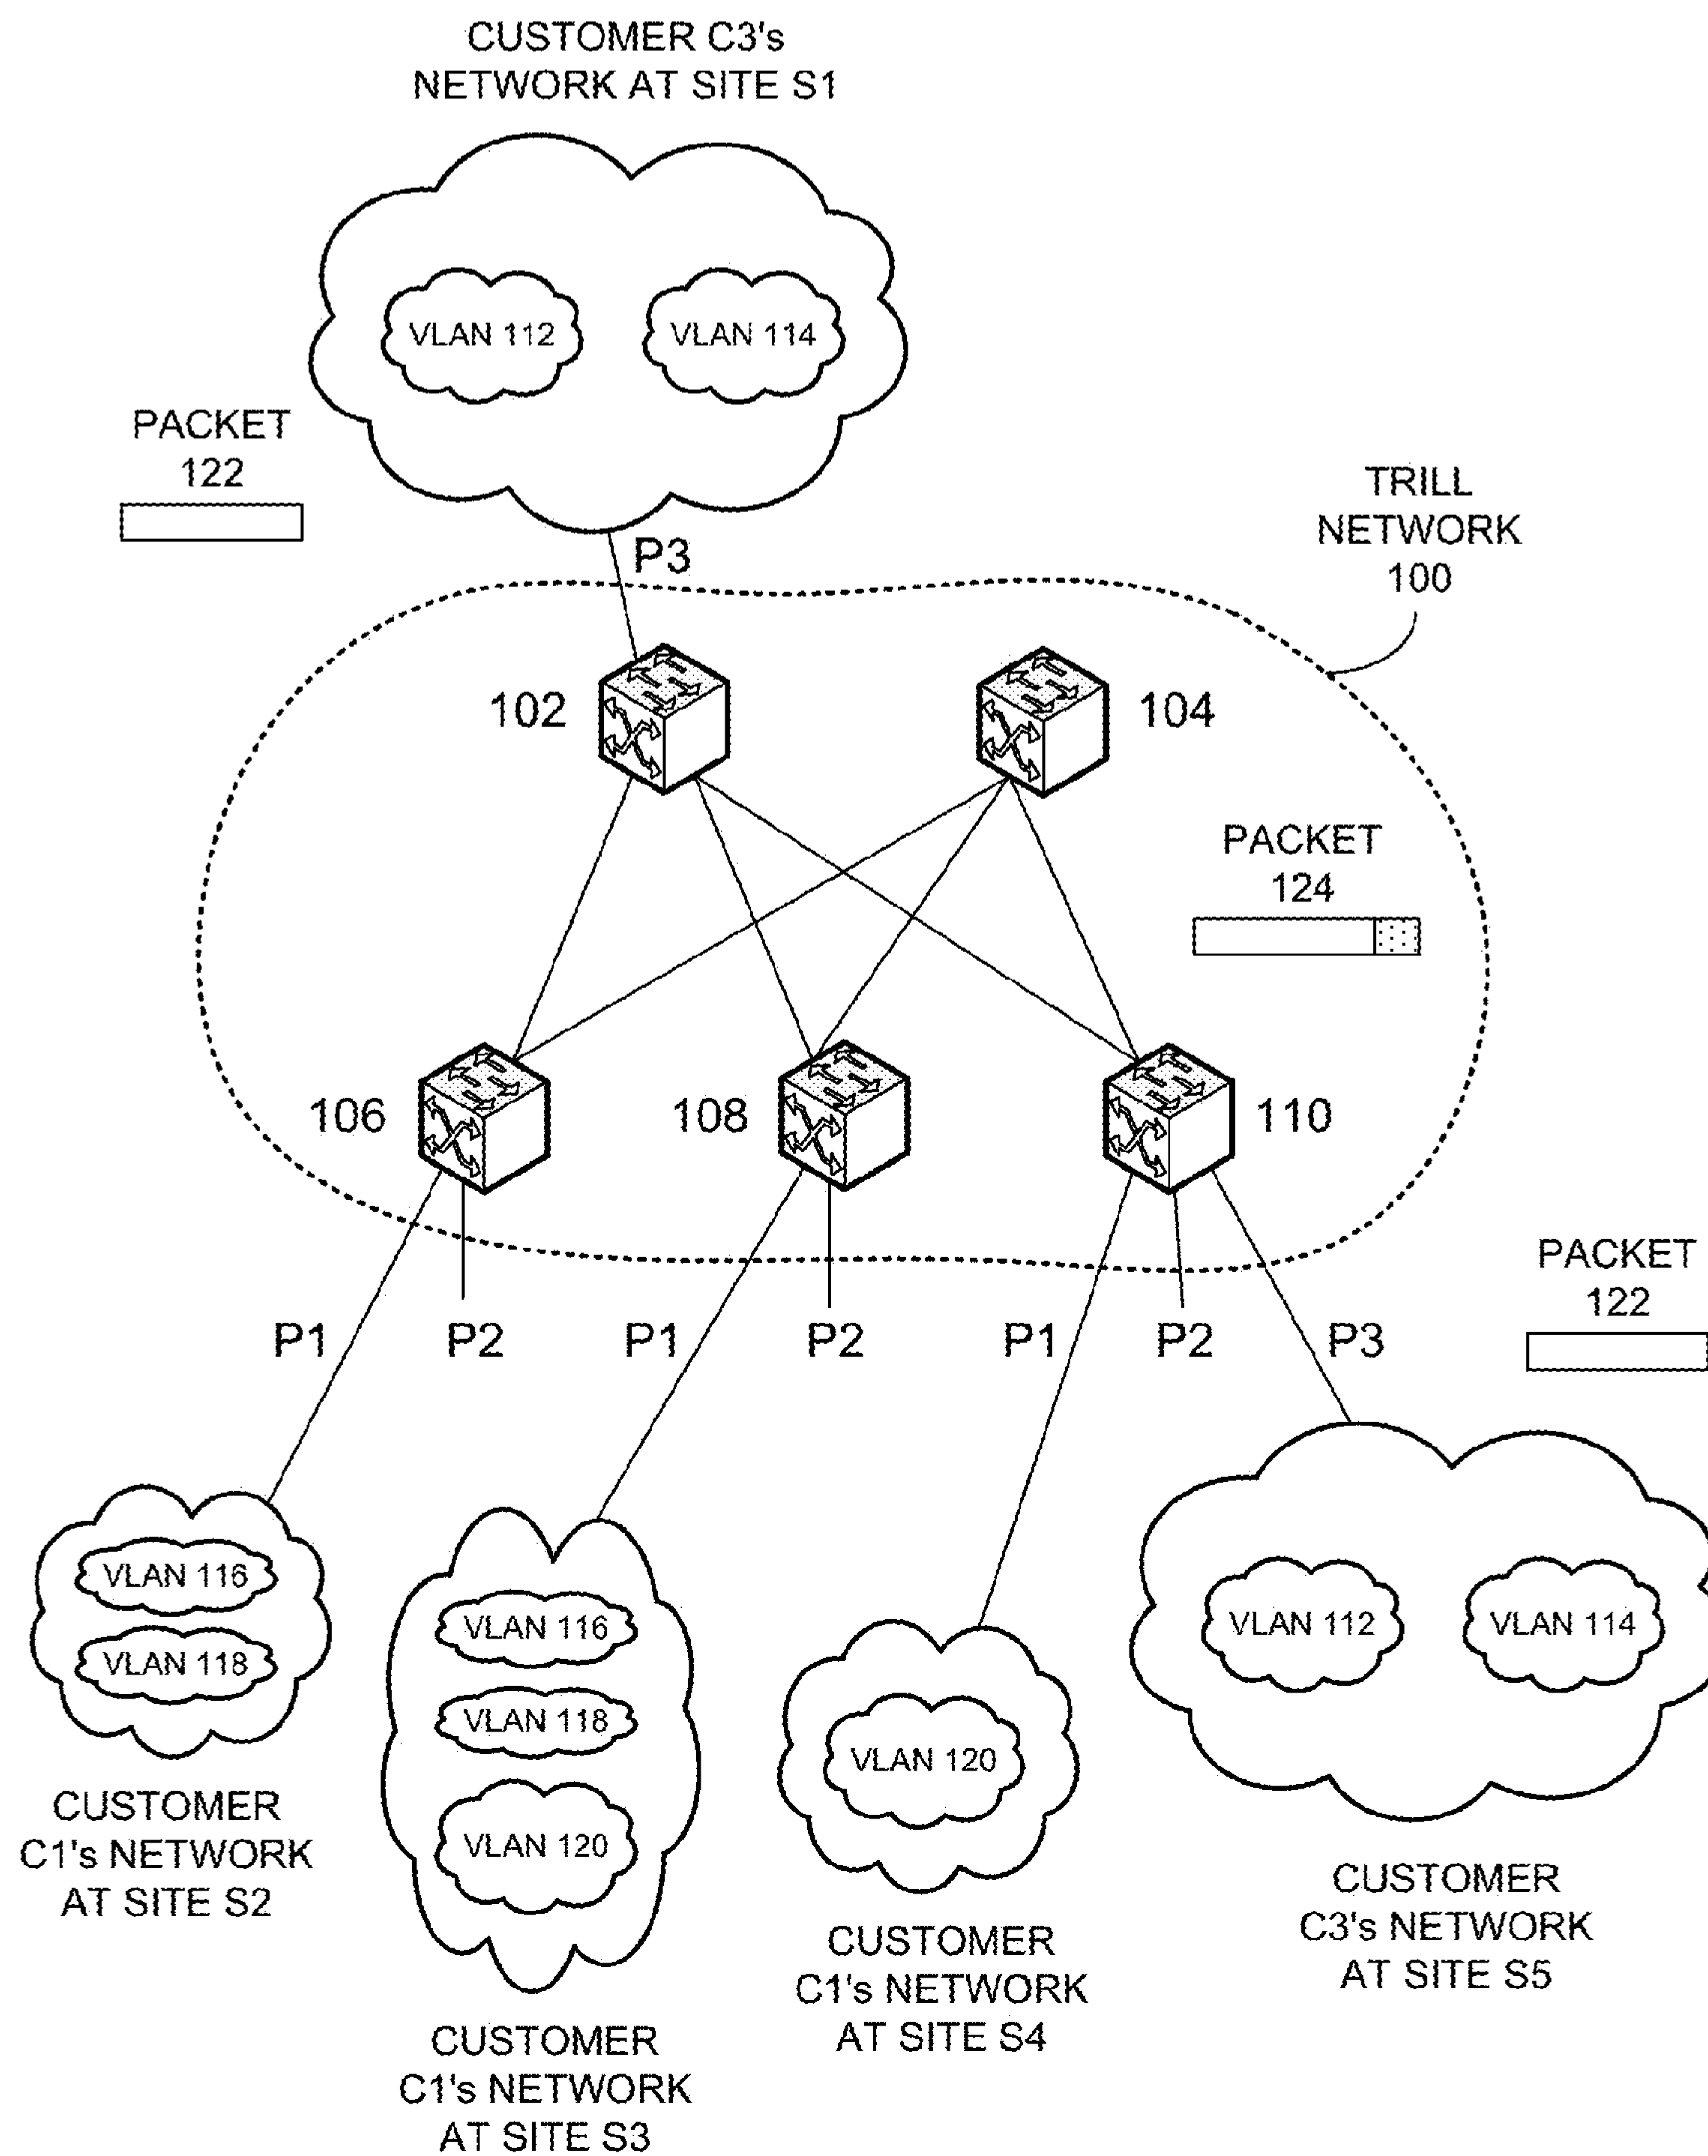 CUSTOMER C3's
NETWORK AT SITE S1
VLAN 112
VLAN 114
PACKET
122
P3
TRILL
NETWORK
100
102
104
PACKET
124
106
108
110
PACKET
122
P1
P2
P1
P2
P1
P2
P3
VLAN 116
VLAN 118
CUSTOMER
C1's NETWORK
AT SITE S2
VLAN 116
VLAN 118
VLAN 120
CUSTOMER
C1's NETWORK
AT SITE S3
VLAN 120
CUSTOMER
C1's NETWORK
AT SITE S4
VLAN 112
VLAN 114
CUSTOMER
C3's NETWORK
AT SITE S5